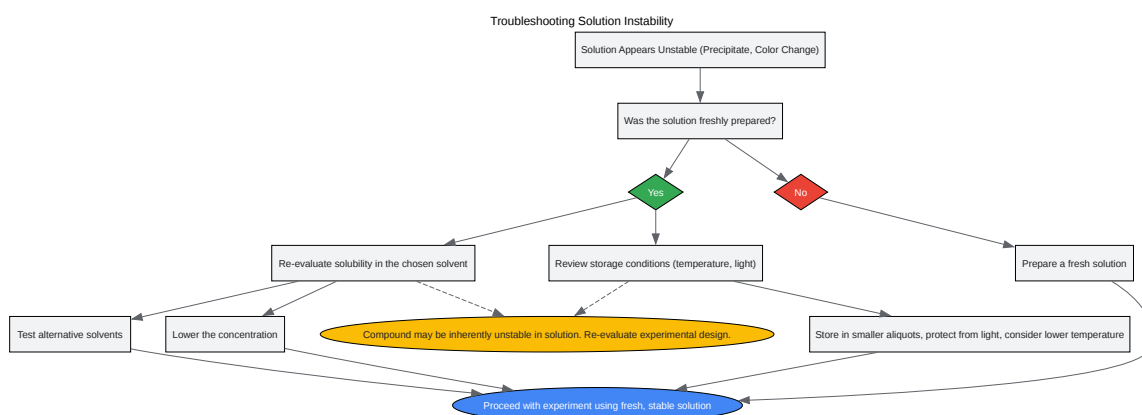 Troubleshooting Solution Instability
Solution Appears Unstable (Precipitate, Color Change)
Was the solution freshly prepared?
Yes
No
Re-evaluate solubility in the chosen solvent
Review storage conditions (temperature, light)
Prepare a fresh solution
Test alternative solvents
Lower the concentration
Compound may be inherently unstable in solution. Re-evaluate experimental design.
Store in smaller aliquots, protect from light, consider lower temperature
Proceed with experiment using fresh, stable solution